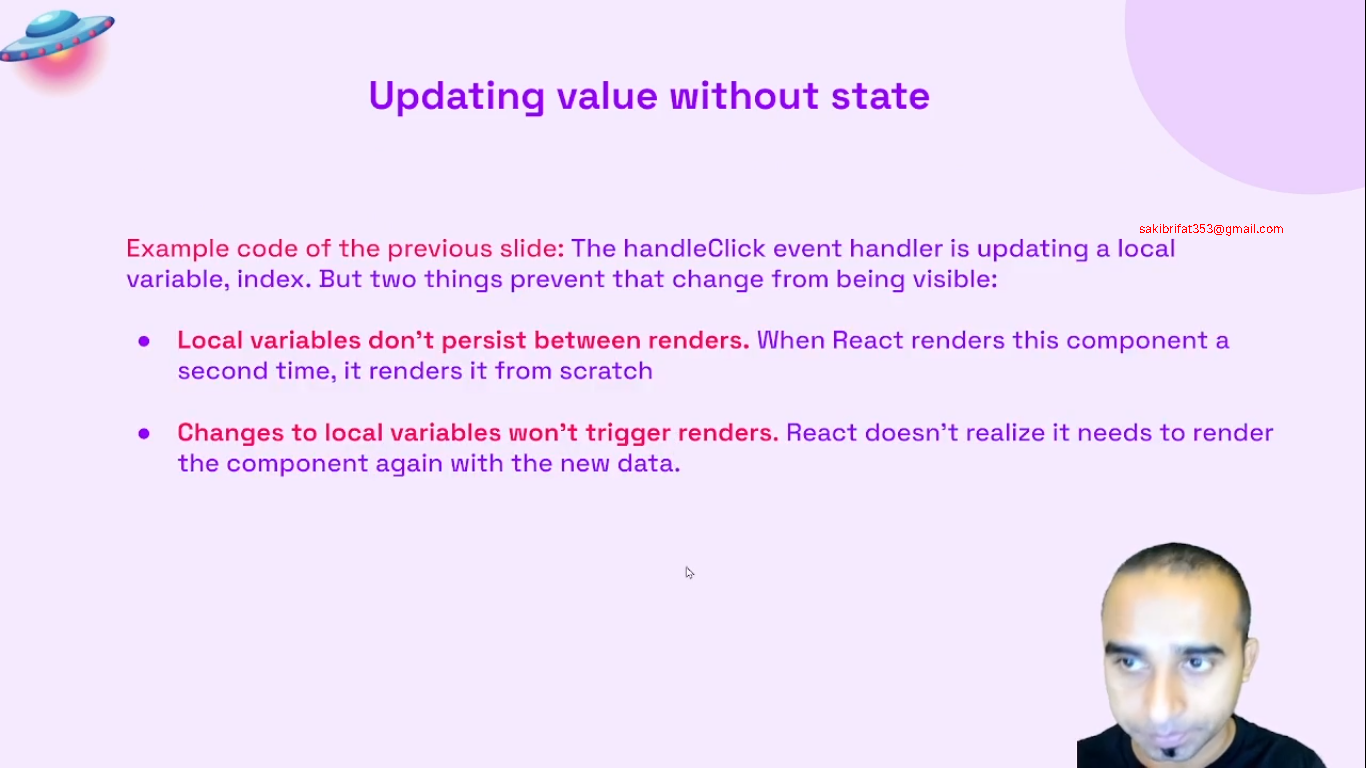 Updating value without state
sakibrifat353@gmail.com
Example code of the previous slide: The handleClick event handler is updating a local
variable, index. But two things prevent that change from being visible:
● Local variables don't persist between renders. When React renders this component a
second time, it renders it from scratch
● Changes to local variables won't trigger renders. React doesn't realize it needs to render
the component again with the new data.